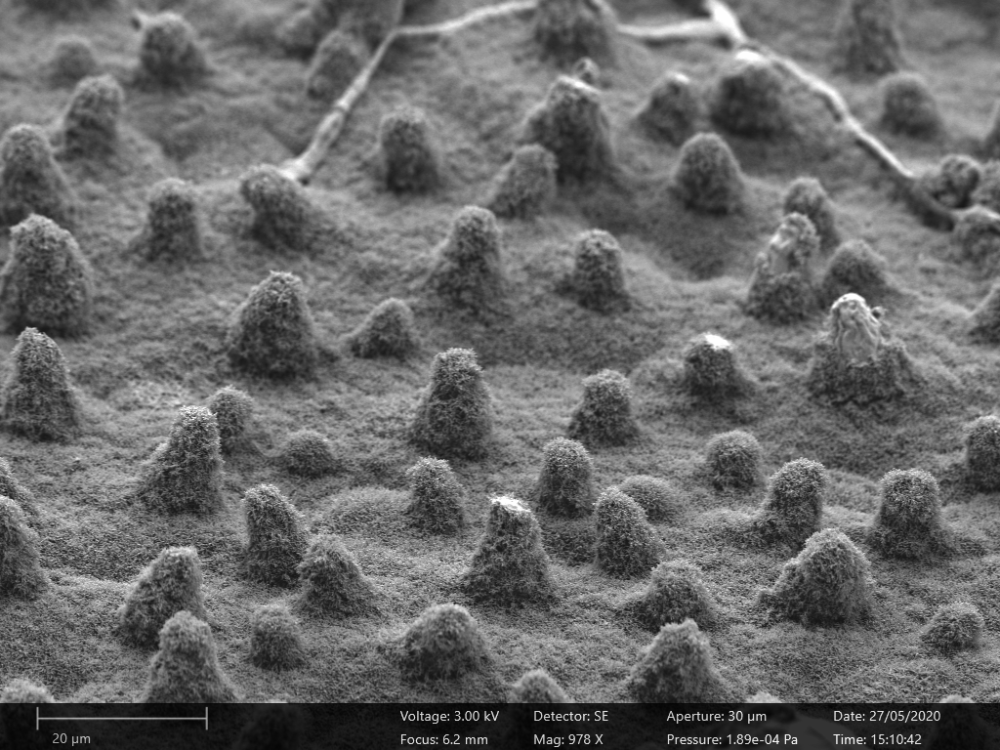 Voltage: 3.00 kV Detector: SE Aperture: 30 µm Date: 27/05/2020
20 µm Focus: 6.2 mm Mag: 978 X Pressure: 1.89e-04 Pa Time: 15:10:42